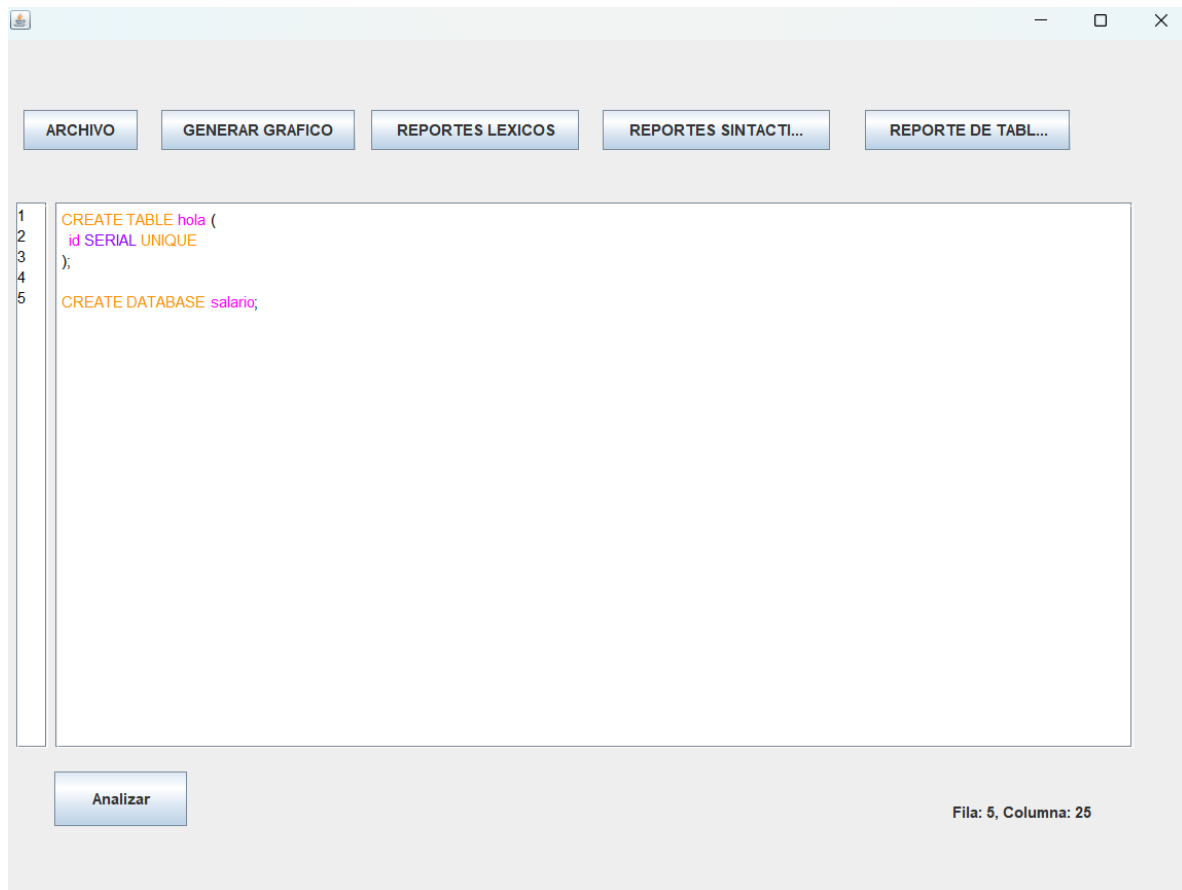 ARCHIVO GENERAR GRAFICO REPORTES LEXICOS REPORTES SINTACTI... REPORTE DE TABL...
1 CREATE TABLE hola (
2 id SERIAL UNIQUE
3 );
4
5 CREATE DATABASE salario;
Analizar
Fila: 5, Columna: 25